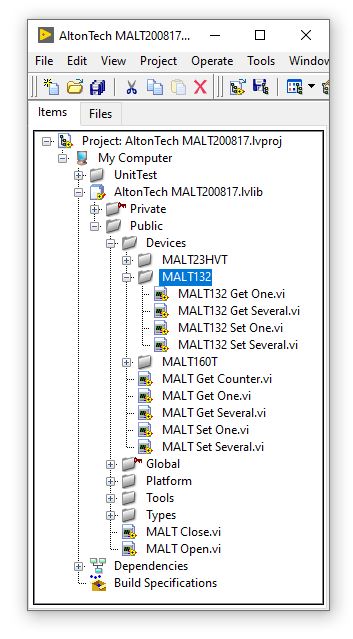 AltonTech MALT200817...
File Edit View Project Operate Tools Window
Items Files
Project: AltonTech MALT200817.lvproj
My Computer
UnitTest
AltonTech MALT200817.lvlib
Private
Public
Devices
MALT23HVT
MALT132
MALT132 Get One.vi
MALT132 Get Several.vi
MALT132 Set One.vi
MALT132 Set Several.vi
MALT160T
MALT Get Counter.vi
MALT Get One.vi
MALT Get Several.vi
MALT Set One.vi
MALT Set Several.vi
Global
Platform
Tools
Types
MALT Close.vi
MALT Open.vi
Dependencies
Build Specifications